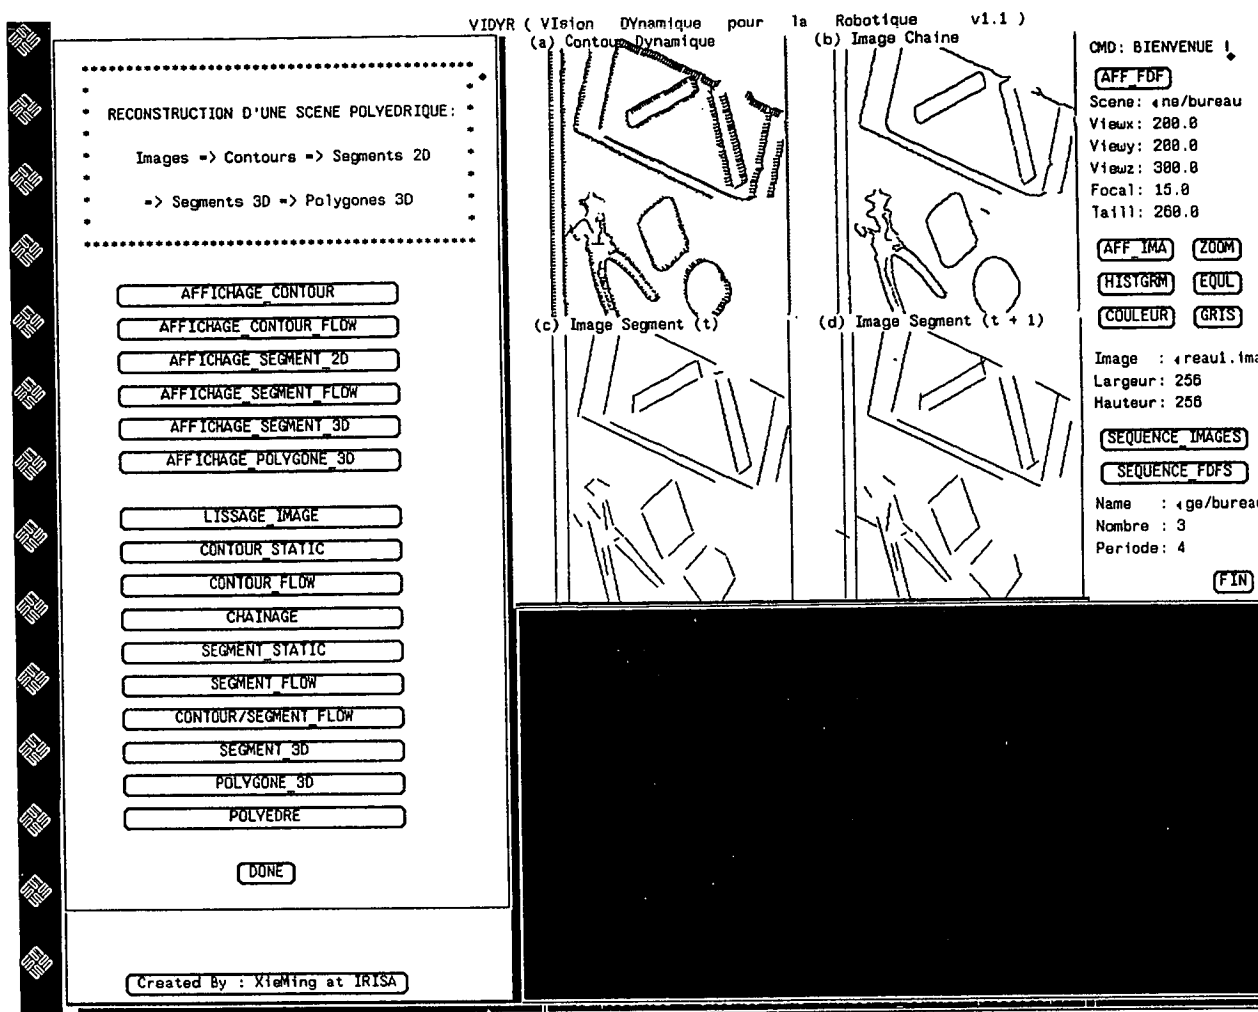 VIDYR ( VIsion DYnamique pour la Robotique v1.1 )
RECONSTRUCTION D'UNE SCENE POLYEDRIQUE:
Images => Contours => Segments 2D
=> Segments 3D => Polygones 3D
AFFICHAGE_CONTOUR
AFFICHAGE_CONTOUR_FLOW
AFFICHAGE_SEGMENT_2D
AFFICHAGE_SEGMENT_FLOW
AFFICHAGE_SEGMENT_3D
AFFICHAGE_POLYGONE_3D
LISSAGE_IMAGE
CONTOUR_STATIC
CONTOUR_FLOW
CHAINAGE
SEGMENT_STATIC
SEGMENT_FLOW
CONTOUR/SEGMENT_FLOW
SEGMENT_3D
POLYGONE_3D
POLYEDRE
DONE
Created By : XieMing at IRISA
(a) Contour Dynamique
(b) Image Chaine
(c) Image Segment (t)
(d) Image Segment (t + 1)
CMD: BIENVENUE !
AFF_FDF
Scene: ne/bureau
Viewx: 200.0
Viewy: 200.0
Viewz: 300.0
Focal: 15.0
Taill: 260.0
AFF_IMA ZOOM
HISTGRM EQUL
COULEUR GRIS
Image : reau1.ima
Largeur: 256
Hauteur: 256
SEQUENCE_IMAGES
SEQUENCE_FDFS
Name : ge/bureau
Nombre : 3
Periode: 4
FIN